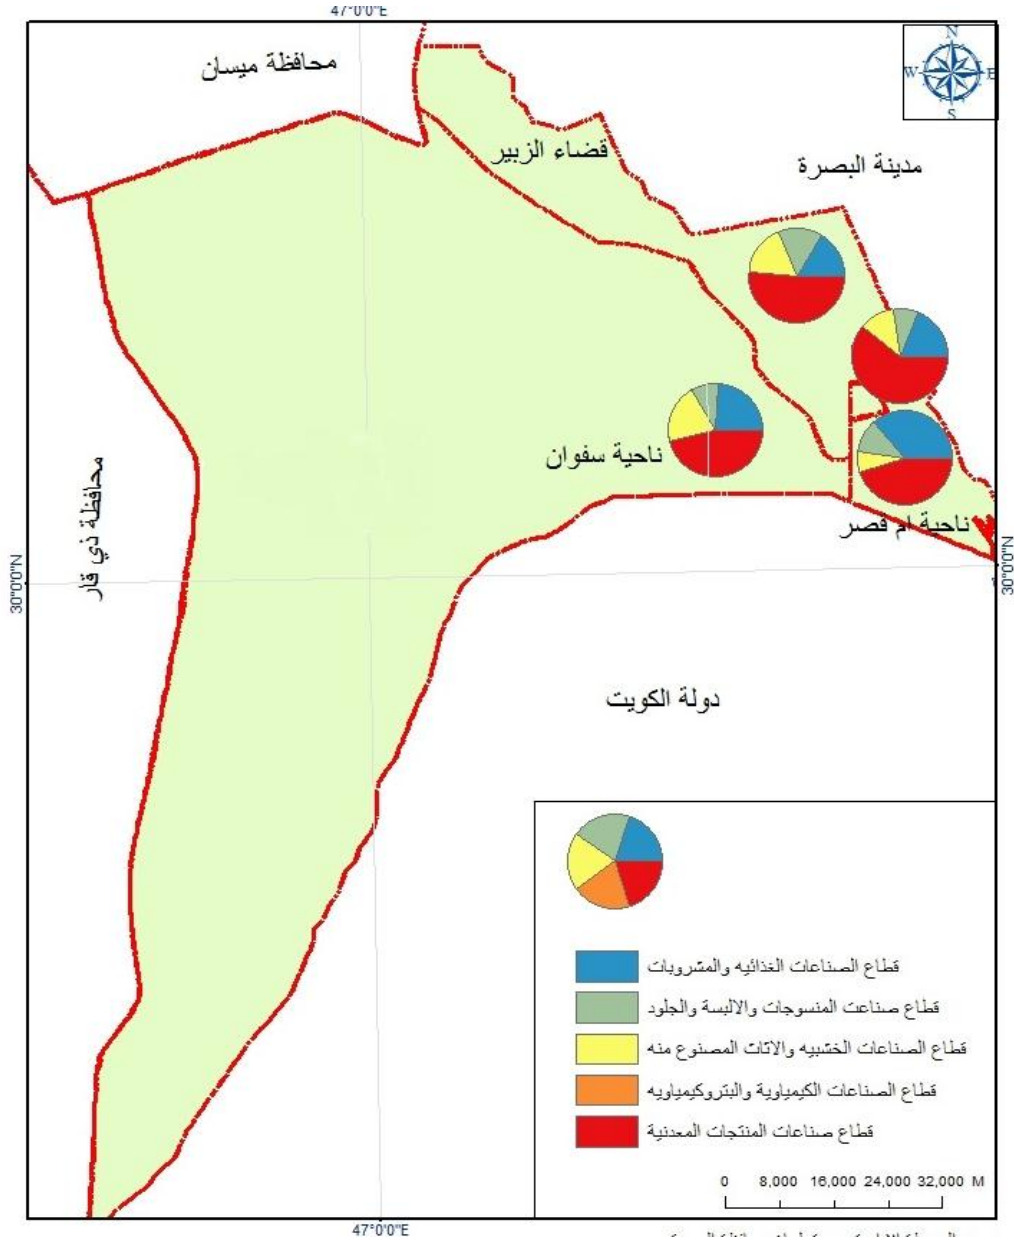 47°0'0"E
N
W E
S
محافظة ميسان
قضاء الزبير
مدينة البصرة
ناحية سفوان
ناحية ام قصر
محافظة ذي قار
30°0'0"N
30°0'0"N
دولة الكويت
قطاع الصناعات الغذائيه والمشروبات
قطاع صناعت المنسوجات والالبسة والجلود
قطاع الصناعات الخشبيه والاثاث المصنوع منه
قطاع الصناعات الكيمياوية والبتروكيمياويه
قطاع صناعات المنتجات المعدنية
0 8,000 16,000 24,000 32,000 M
47°0'0"E